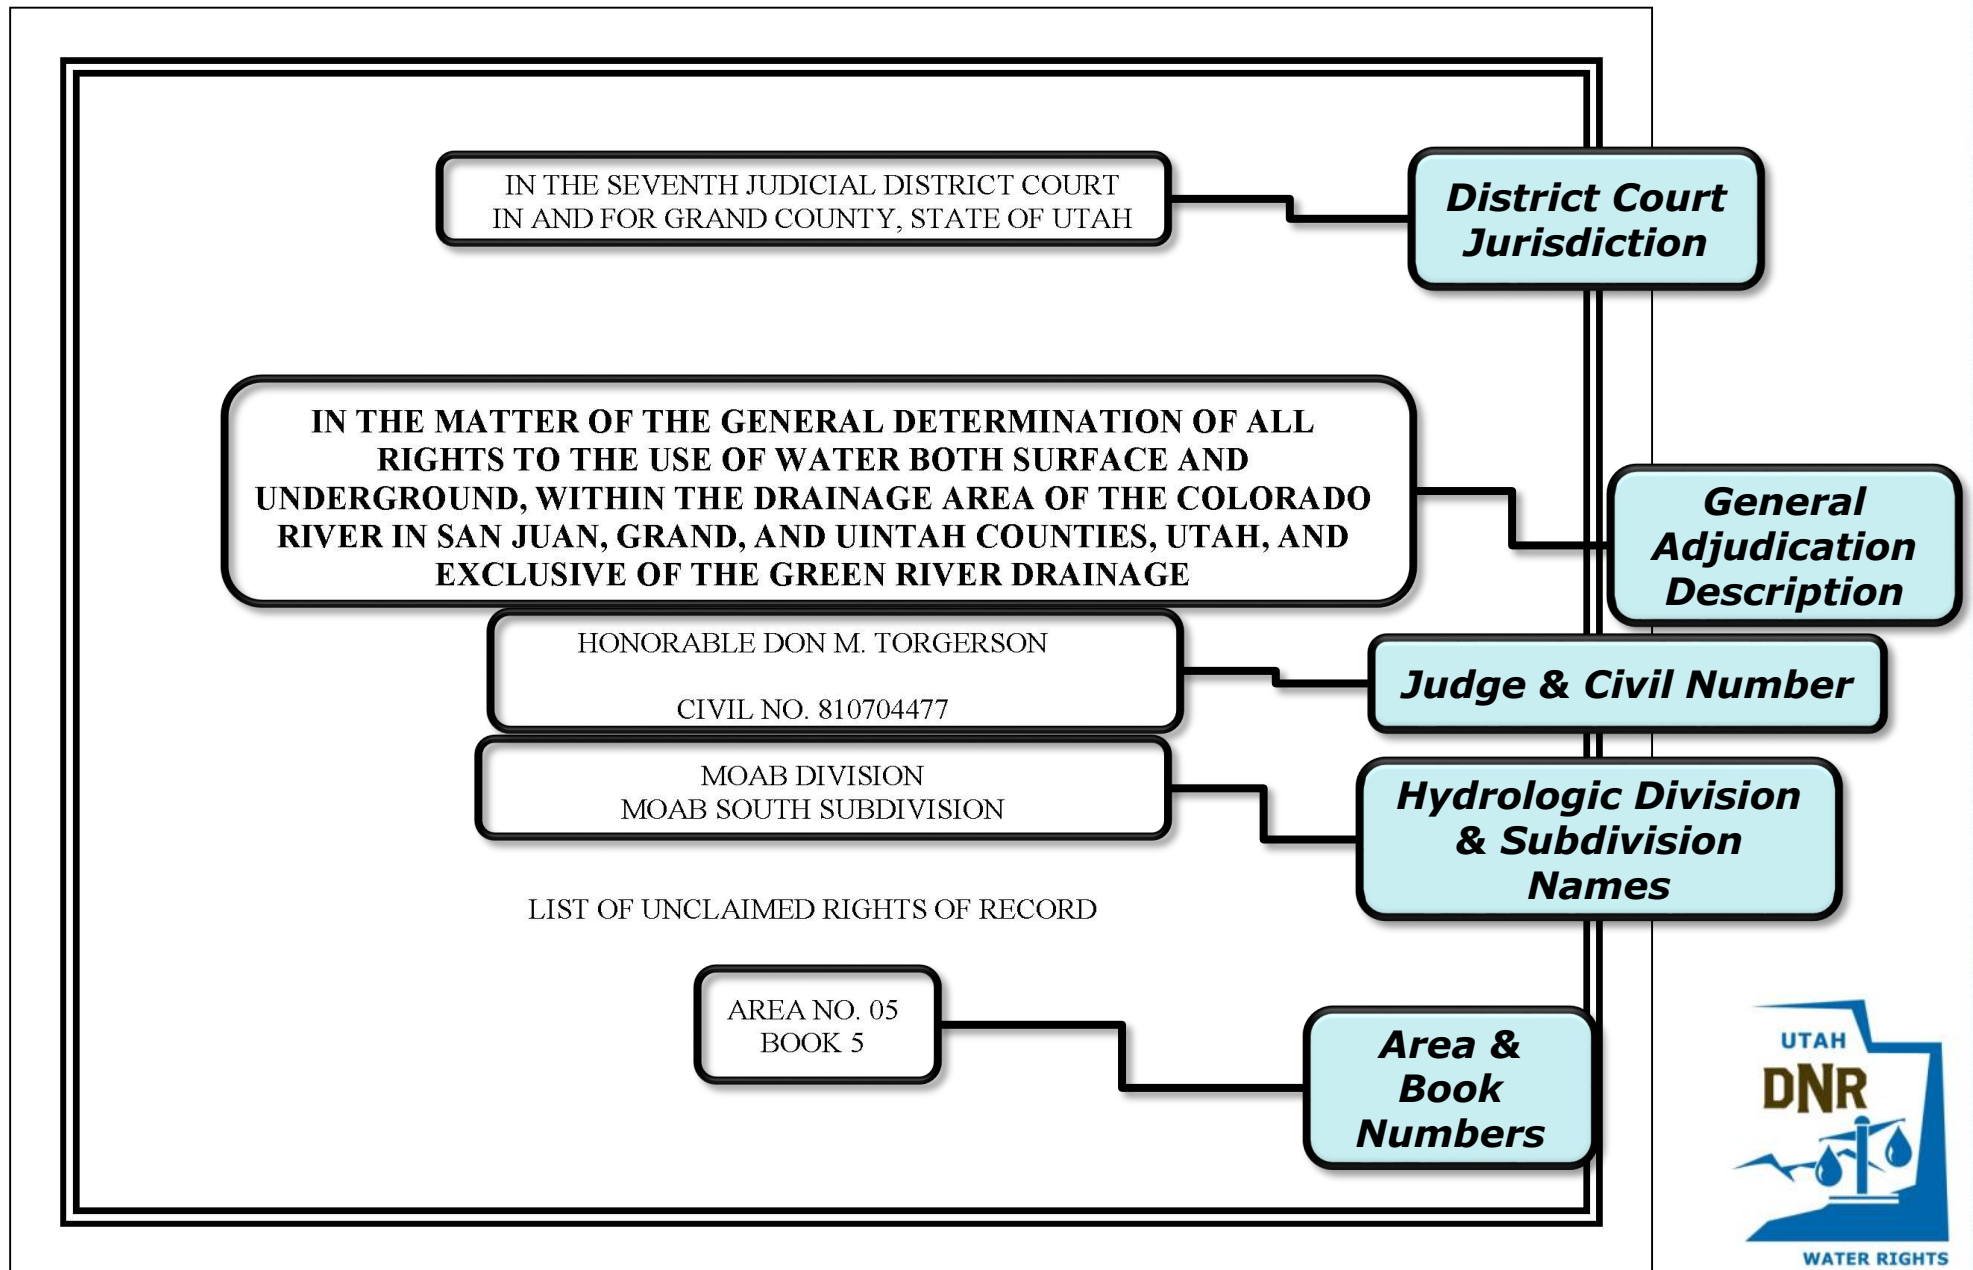 IN THE SEVENTH JUDICIAL DISTRICT COURT
IN AND FOR GRAND COUNTY, STATE OF UTAH
District Court
Jurisdiction
IN THE MATTER OF THE GENERAL DETERMINATION OF ALL
RIGHTS TO THE USE OF WATER BOTH SURFACE AND
UNDERGROUND, WITHIN THE DRAINAGE AREA OF THE COLORADO
RIVER IN SAN JUAN, GRAND, AND UINTAH COUNTIES, UTAH, AND
EXCLUSIVE OF THE GREEN RIVER DRAINAGE
General
Adjudication
Description
HONORABLE DON M. TORGERSON
CIVIL NO. 810704477
Judge & Civil Number
MOAB DIVISION
MOAB SOUTH SUBDIVISION
Hydrologic Division
& Subdivision
Names
LIST OF UNCLAIMED RIGHTS OF RECORD
AREA NO. 05
BOOK 5
Area &
Book
Numbers
UTAH
DNR
WATER RIGHTS